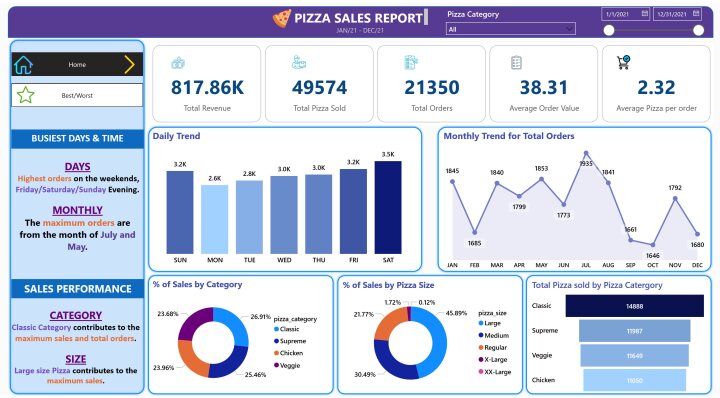 PIZZA SALES REPORT
JAN/21 - DEC/21
Pizza Category
All
1/1/2021
12/31/2021
Home
Best/Worst
BUSIEST DAYS & TIME
DAYS
Highest orders on the weekends,
Friday/Saturday/Sunday Evening.
MONTHLY
The maximum orders are
from the month of July and
May.
SALES PERFORMANCE
CATEGORY
Classic Category contributes to the
maximum sales and total orders.
SIZE
Large size Pizza contributes to the
maximum sales.
817.86K
Total Revenue
49574
Total Pizza Sold
21350
Total Orders
38.31
Average Order Value
2.32
Average Pizza per order
Daily Trend
3.2K
2.6K
2.8K
3.0K
3.0K
3.2K
3.5K
SUN MON TUE WED THU FRI SAT
Monthly Trend for Total Orders
1845
1685
1840
1799
1853
1773
1935
1841
1661
1646
1792
1680
JAN FEB MAR APR MAY JUN JUL AUG SEP OCT NOV DEC
% of Sales by Category
23.68%
26.91%
23.96%
25.46%
pizza_category
Classic
Supreme
Chicken
Veggie
% of Sales by Pizza Size
1.72%
0.12%
21.77%
45.89%
30.49%
pizza_size
Large
Medium
Regular
X-Large
XX-Large
Total Pizza sold by Pizza Catergory
Classic 14888
Supreme 11987
Veggie 11649
Chicken 11050